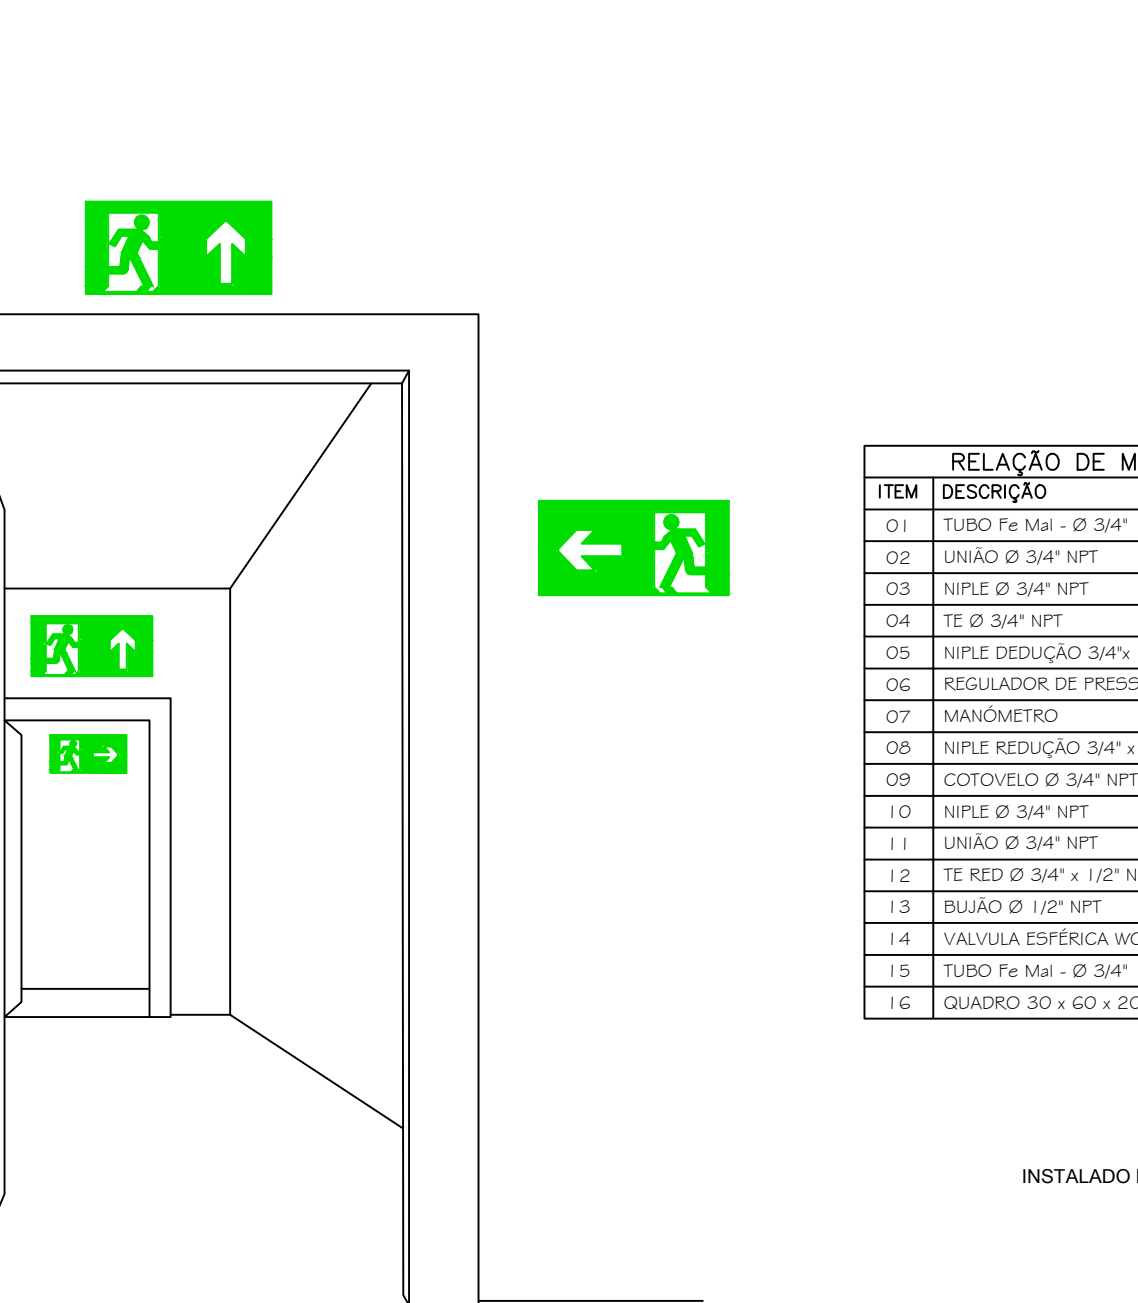 RELAÇÃO DE M
ITEM DESCRIÇÃO
01 TUBO Fe Mal - Ø 3/4"
02 UNIÃO Ø 3/4" NPT
03 NIPLE Ø 3/4" NPT
04 TE Ø 3/4" NPT
05 NIPLE DEDUÇÃO 3/4"x
06 REGULADOR DE PRESS
07 MANÓMETRO
08 NIPLE REDUÇÃO 3/4" x
09 COTOVELO Ø 3/4" NPT
10 NIPLE Ø 3/4" NPT
11 UNIÃO Ø 3/4" NPT
12 TE RED Ø 3/4" x 1/2" N
13 BUJÃO Ø 1/2" NPT
14 VALVULA ESFÉRICA WO
15 TUBO Fe Mal - Ø 3/4"
16 QUADRO 30 x 60 x 20
INSTALADO